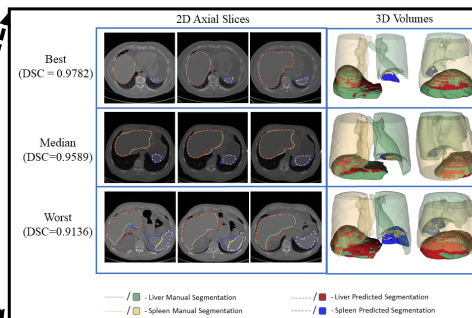 2D Axial Slices
3D Volumes
Best
(DSC = 0.9782)
Median
(DSC=0.9589)
Worst
(DSC=0.9136)
/ - Liver Manual Segmentation
/ - Liver Predicted Segmentation
/ - Spleen Manual Segmentation
/ - Spleen Predicted Segmentation